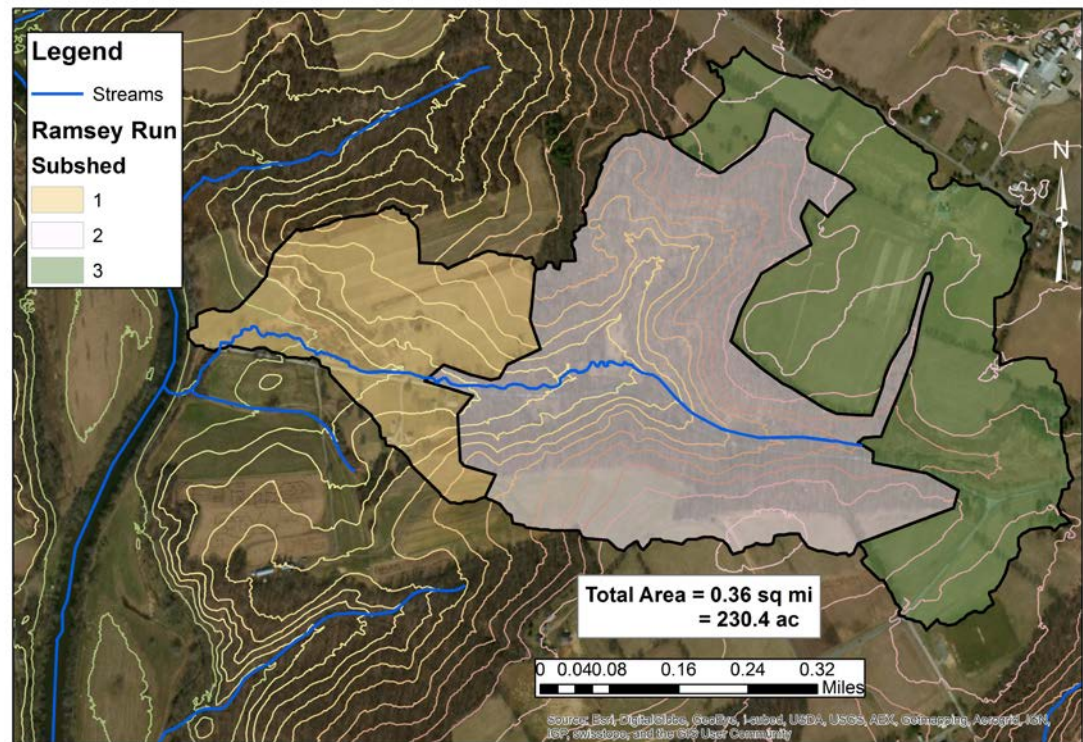 Legend
Streams
Ramsey Run
Subshed
1
2
3
N
Total Area = 0.36 sq mi
= 230.4 ac
0 0.04 0.08 0.16 0.24 0.32
Miles
Source: Esri, DigitalGlobe, GeoEye, i-cubed, USDA, USGS, AEX, Getmapping, Aerogrid, IGN,
IGP, swisstopo, and the GIS User Community